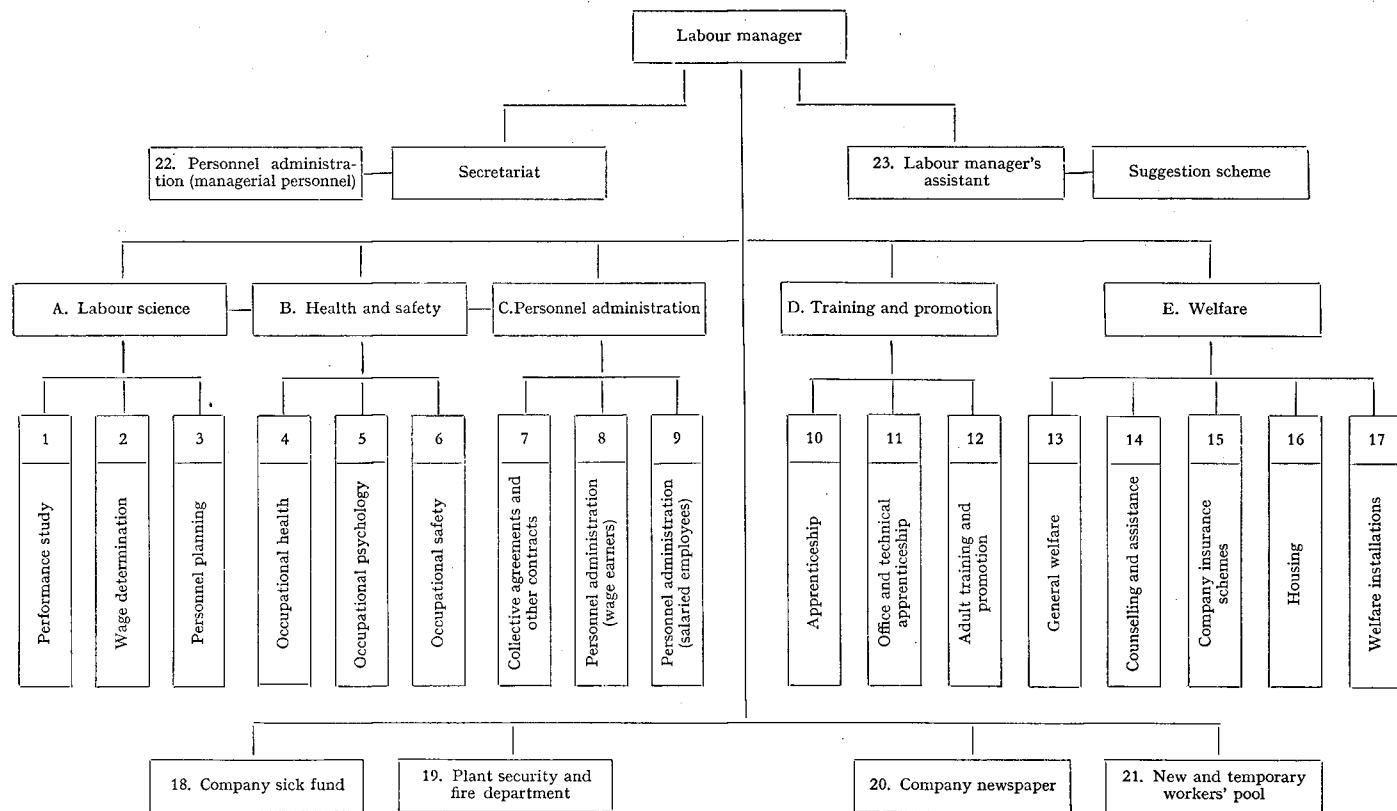 Labour manager
22. Personnel administra-
tion (managerial personnel)
Secretariat
23. Labour manager's
assistant
Suggestion scheme
A. Labour science
B. Health and safety
C.Personnel administration
D. Training and promotion
E. Welfare
1
Performance study
2
Wage determination
3
Personnel planning
4
Occupational health
5
Occupational psychology
6
Occupational safety
7
Collective agreements and
other contracts
8
Personnel administration
(wage earners)
9
Personnel administration
(salaried employees)
10
Apprenticeship
11
Office and technical
apprenticeship
12
Adult training and
promotion
13
General welfare
14
Counselling and assistance
15
Company insurance
schemes
16
Housing
17
Welfare installations
18. Company sick fund
19. Plant security and
fire department
20. Company newspaper
21. New and temporary
workers' pool